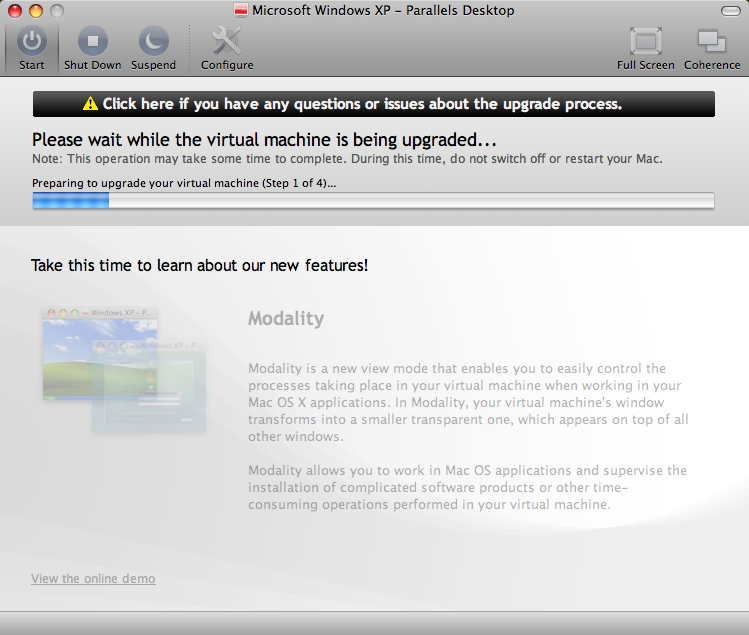 Microsoft Windows XP – Parallels Desktop
Start Shut Down Suspend Configure Full Screen Coherence
Click here if you have any questions or issues about the upgrade process.
Please wait while the virtual machine is being upgraded...
Note: This operation may take some time to complete. During this time, do not switch off or restart your Mac.
Preparing to upgrade your virtual machine (Step 1 of 4)...
Take this time to learn about our new features!
Windows XP – P...
Modality
Modality is a new view mode that enables you to easily control the
processes taking place in your virtual machine when working in your
Mac OS X applications. In Modality, your virtual machine's window
transforms into a smaller transparent one, which appears on top of all
other windows.
Modality allows you to work in Mac OS applications and supervise the
installation of complicated software products or other time–
consuming operations performed in your virtual machine.
View the online demo